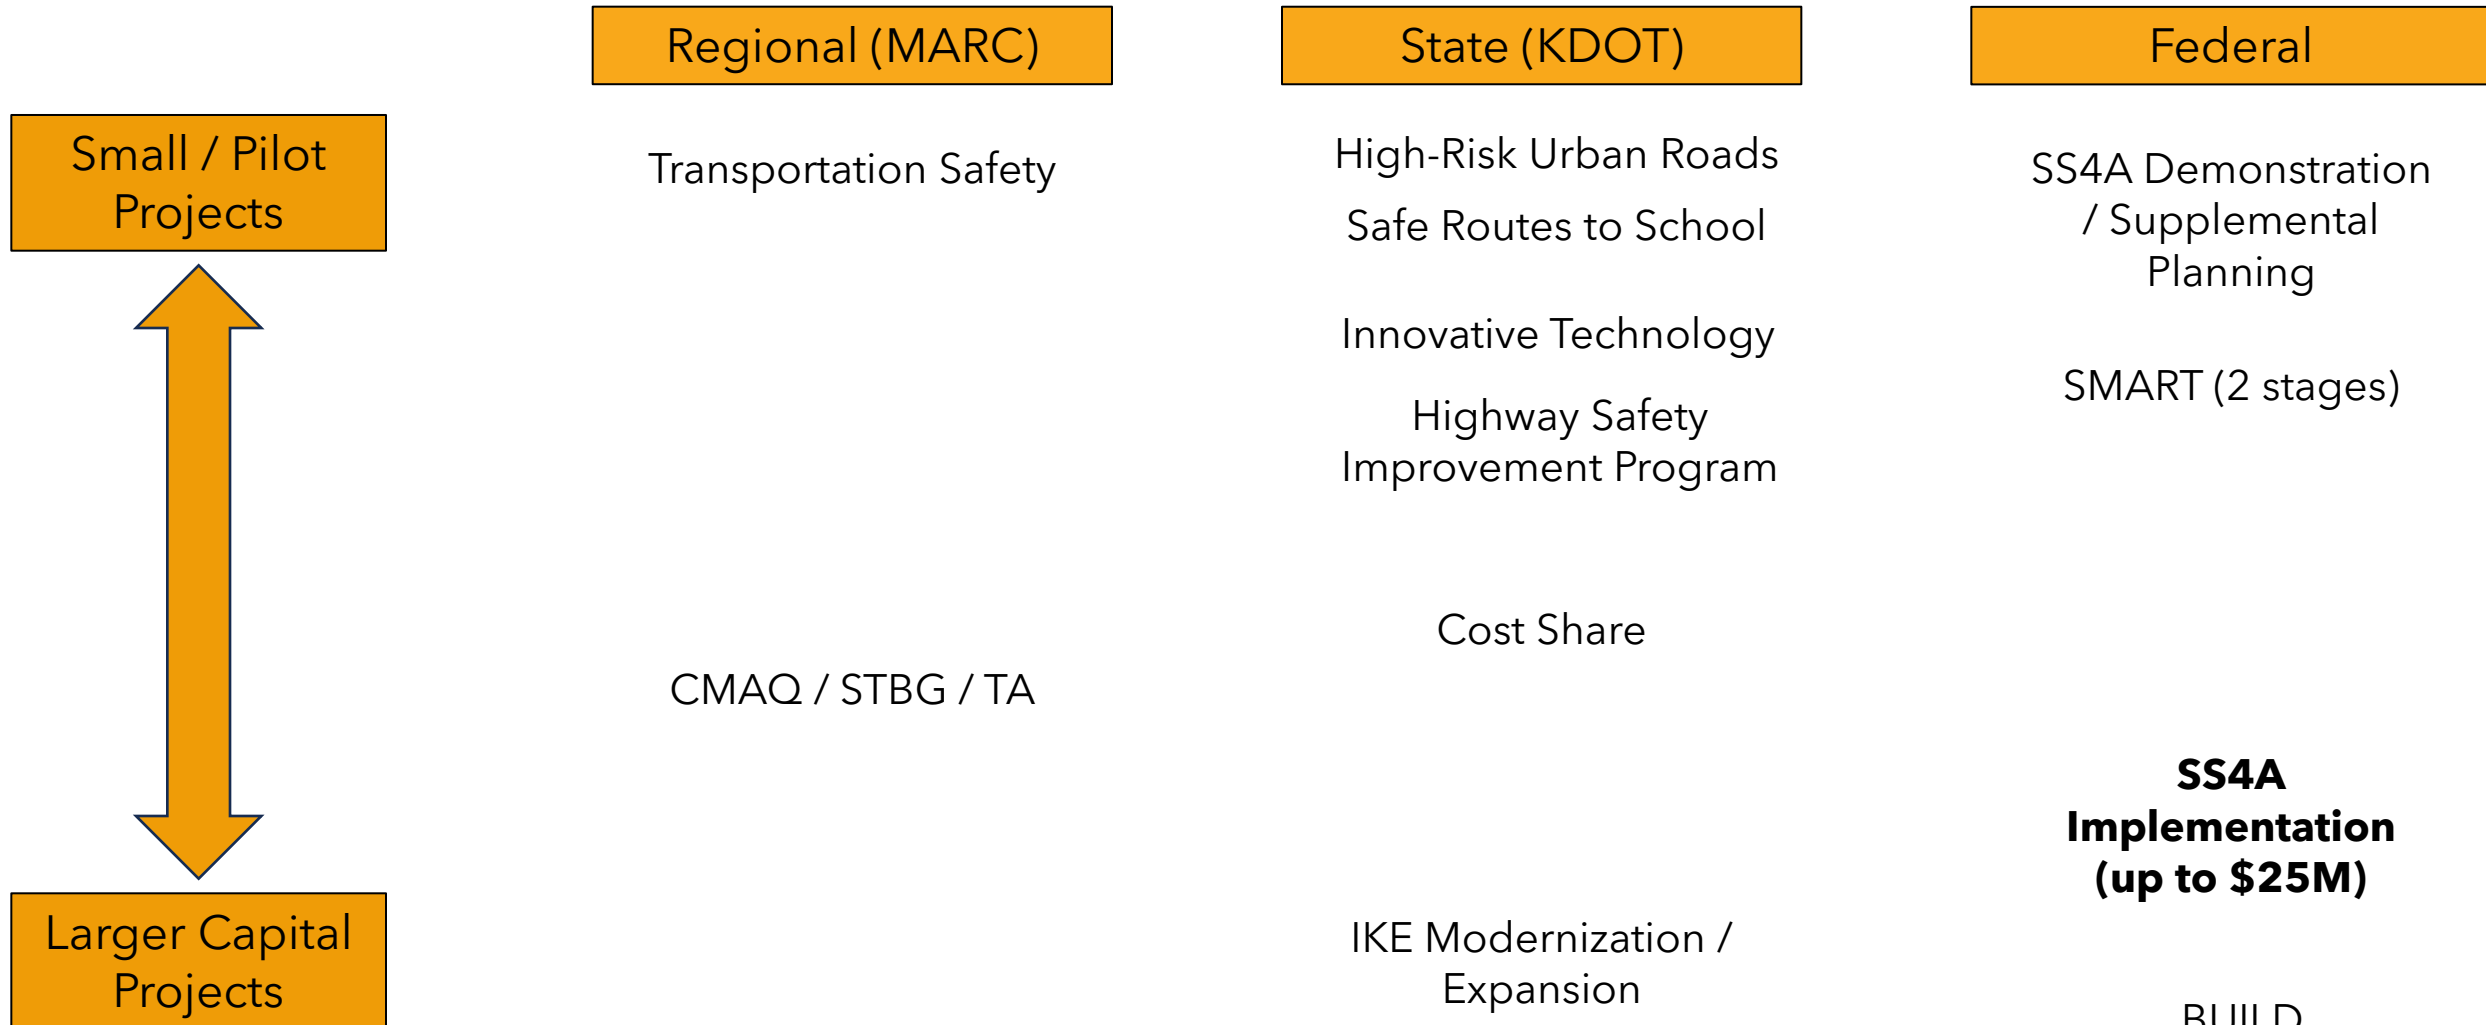 Regional (MARC)
State (KDOT)
Federal
Small / Pilot
Projects
Transportation Safety
High-Risk Urban Roads
Safe Routes to School
SS4A Demonstration
/ Supplemental
Planning
Innovative Technology
SMART (2 stages)
Highway Safety
Improvement Program
Cost Share
CMAQ / STBG / TA
SS4A
Implementation
(up to $25M)
Larger Capital
Projects
IKE Modernization /
Expansion
BUILD